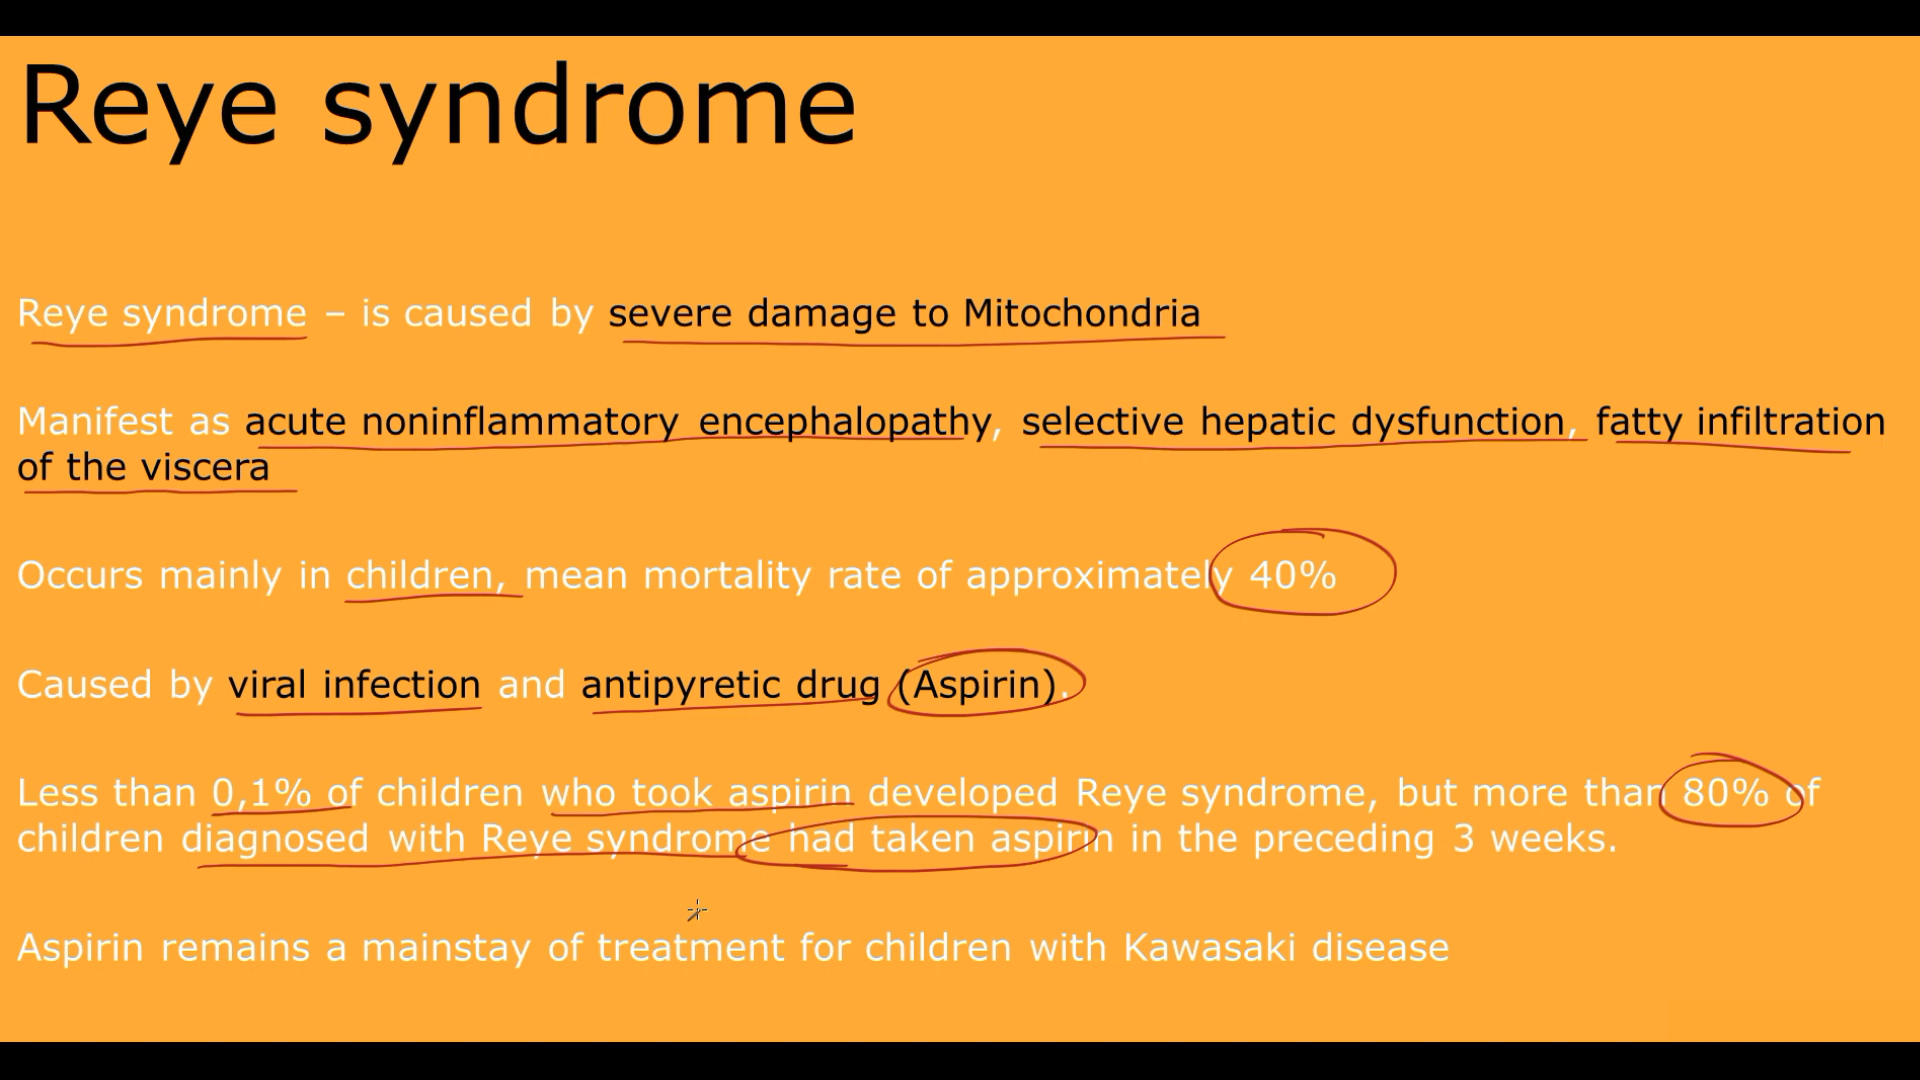 Reye syndrome
Reye syndrome – is caused by severe damage to Mitochondria
Manifest as acute noninflammatory encephalopathy, selective hepatic dysfunction, fatty infiltration
of the viscera
Occurs mainly in children, mean mortality rate of approximately 40%
Caused by viral infection and antipyretic drug (Aspirin).
Less than 0,1% of children who took aspirin developed Reye syndrome, but more than 80% of
children diagnosed with Reye syndrome had taken aspirin in the preceding 3 weeks.
Aspirin remains a mainstay of treatment for children with Kawasaki disease